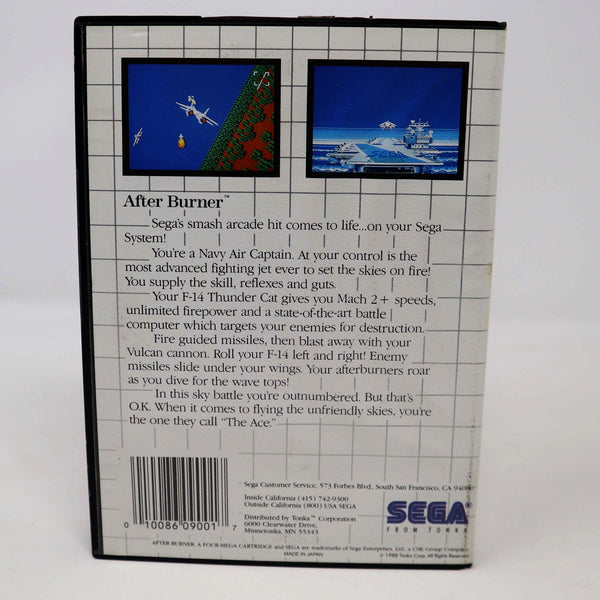 After Burner™
Sega's smash arcade hit comes to life...on your Sega
System!
You're a Navy Air Captain. At your control is the
most advanced fighting jet ever to set the skies on fire!
You supply the skill, reflexes and guts.
Your F-14 Thunder Cat gives you Mach 2+ speeds,
unlimited firepower and a state-of-the-art battle
computer which targets your enemies for destruction.
Fire guided missiles, then blast away with your
Vulcan cannon. Roll your F-14 left and right! Enemy
missiles slide under your wings. Your afterburners roar
as you dive for the wave tops!
In this sky battle you're outnumbered. But that's
O.K. When it comes to flying the unfriendly skies, you're
the one they call "The Ace."
Sega Customer Service, 573 Forbes Blvd., South San Francisco, CA 94080
Inside California (415) 742-9300
Outside California (800) USA SEGA
Distributed by Tonka™ Corporation
6000 Clearwater Drive,
Minnetonka, MN 55343
SEGA
FROM TONKA
0 10086 09001 7
AFTER BURNER, A FOUR-MEGA CARTRIDGE and SEGA are trademarks of Sega Enterprises, Ltd., a CSK Group Company
MADE IN JAPAN
© 1988 Tonka Corp. All Rights Reserved